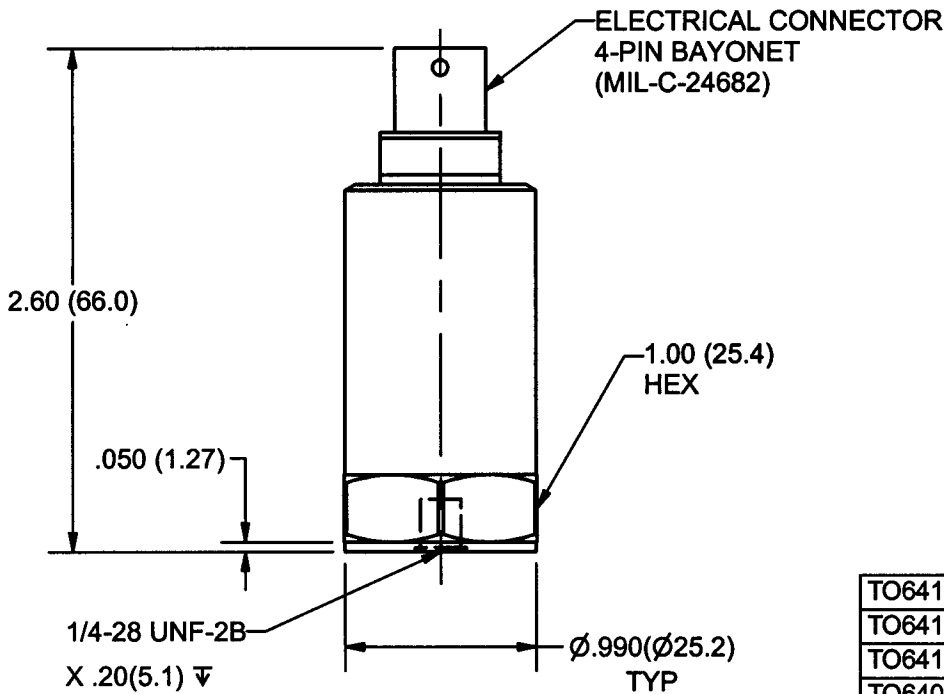 ELECTRICAL CONNECTOR
4-PIN BAYONET
(MIL-C-24682)
2.60 (66.0)
1.00 (25.4)
HEX
.050 (1.27)
1/4-28 UNF-2B
X .20(5.1) ↧
Ø.990(Ø25.2)
TYP
TO641
TO641
TO641
TO640